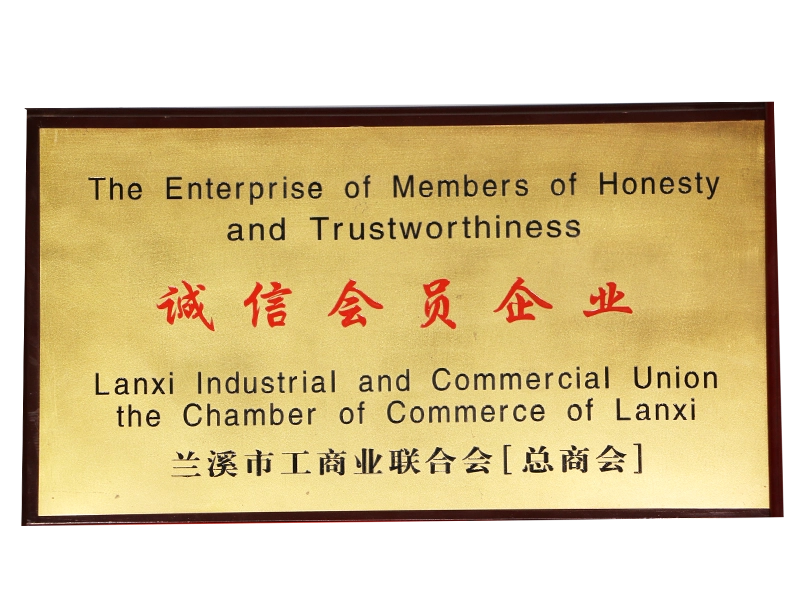 The Enterprise of Members of Honesty
and Trustworthiness
诚信会员企业
Lanxi Industrial and Commercial Union
the Chamber of Commerce of Lanxi
兰溪市工商业联合会[总商会]